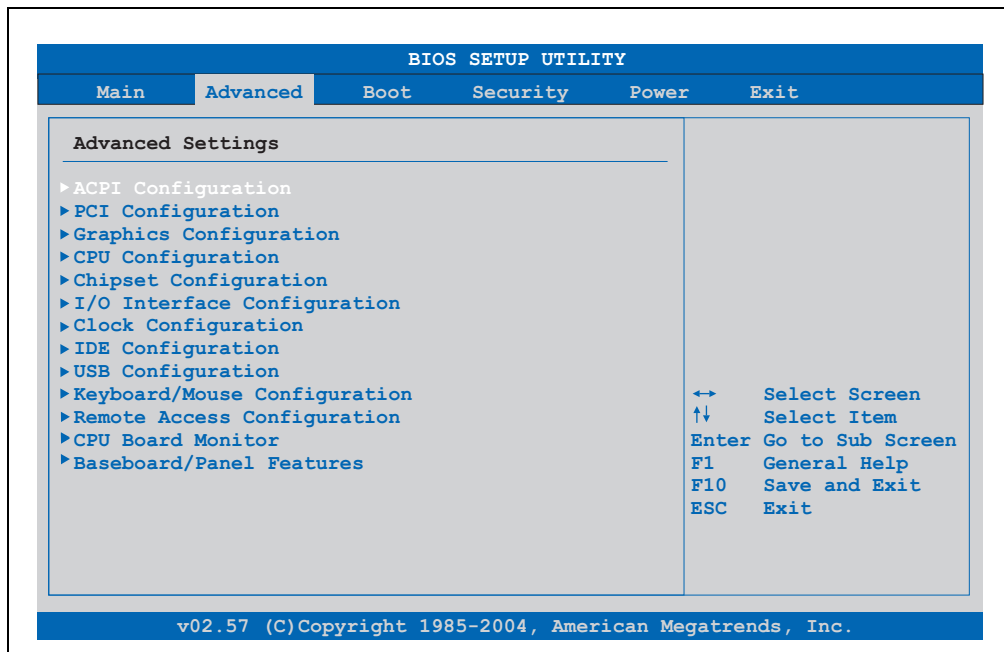 BIOS SETUP UTILITY
Main Advanced Boot Security Power Exit
Advanced Settings
▶ACPI Configuration
▶PCI Configuration
▶Graphics Configuration
▶CPU Configuration
▶Chipset Configuration
▶I/O Interface Configuration
▶Clock Configuration
▶IDE Configuration
▶USB Configuration
▶Keyboard/Mouse Configuration
▶Remote Access Configuration
▶CPU Board Monitor
▶Baseboard/Panel Features
↔ Select Screen
↑↓ Select Item
Enter Go to Sub Screen
F1 General Help
F10 Save and Exit
ESC Exit
v02.57 (C)Copyright 1985-2004, American Megatrends, Inc.